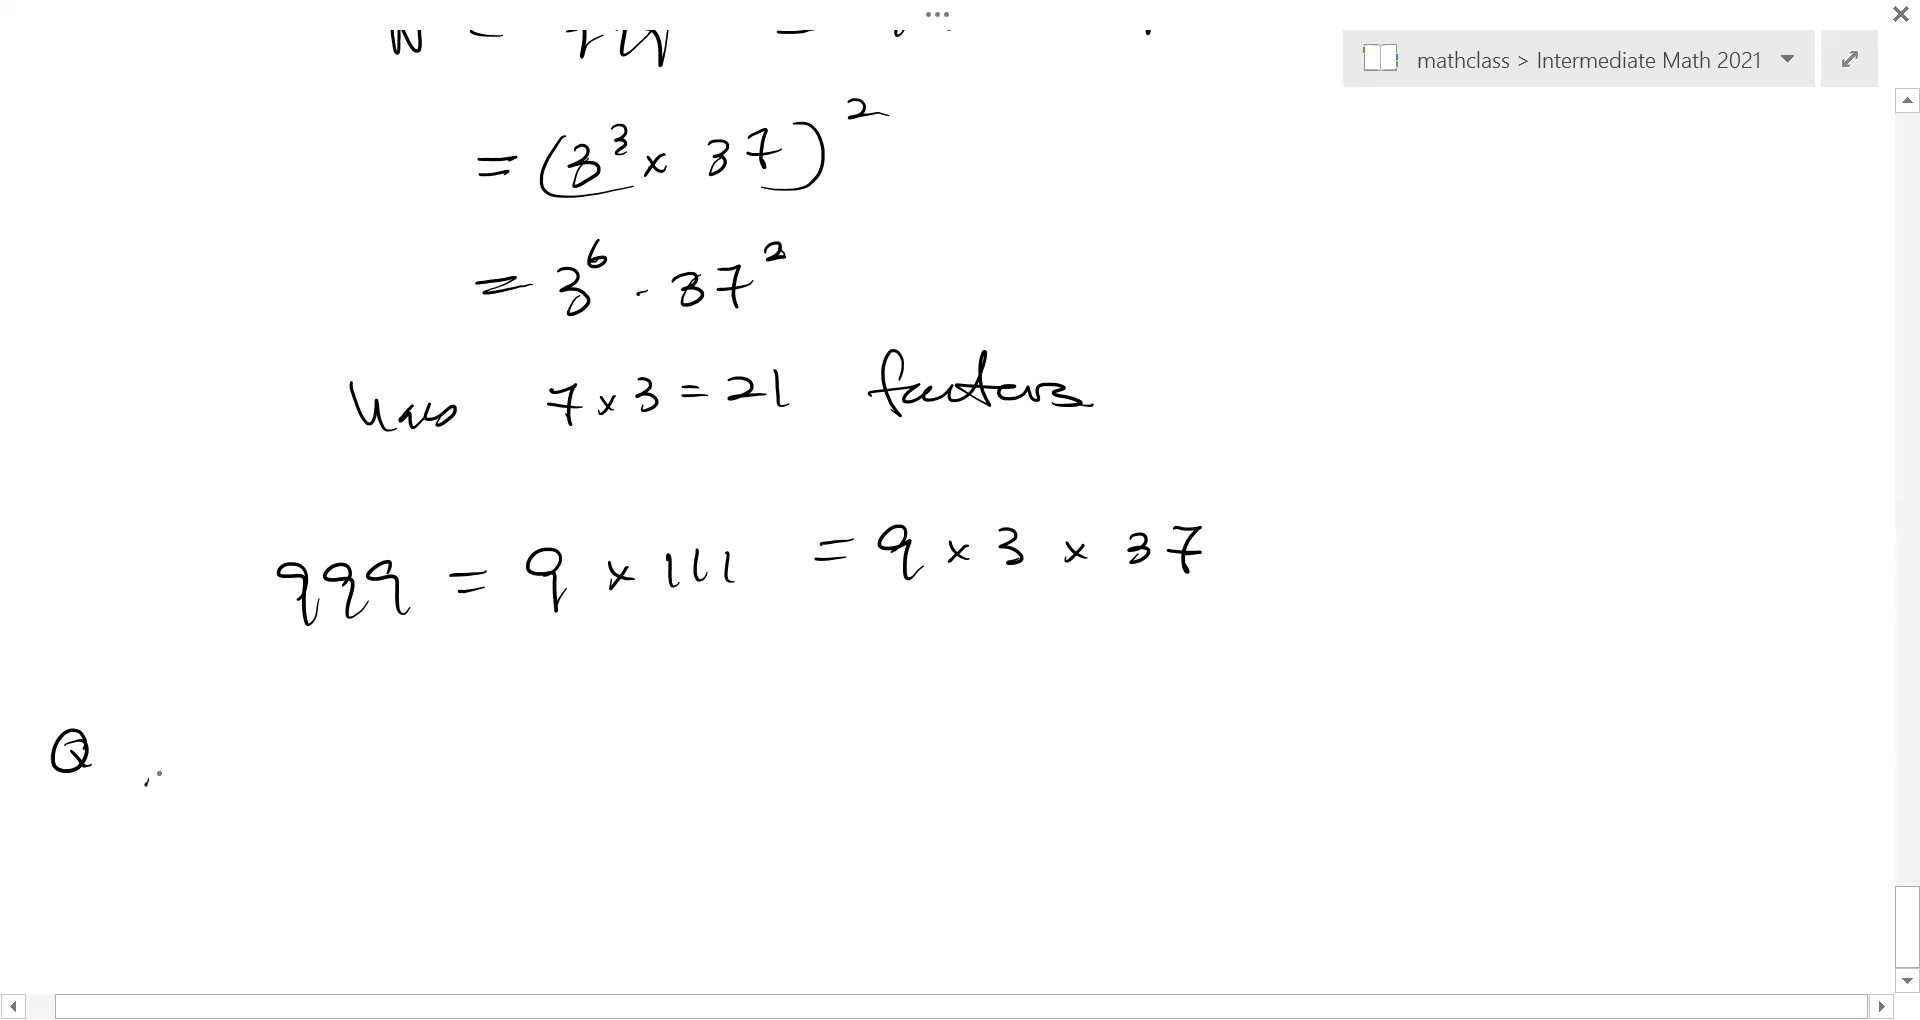 mathclass > Intermediate Math 2021
= (3³ x 37)²
= 3⁶ · 37²
has 7 x 3 = 21 factors
999 = 9 x 111 = 9 x 3 x 37
Q